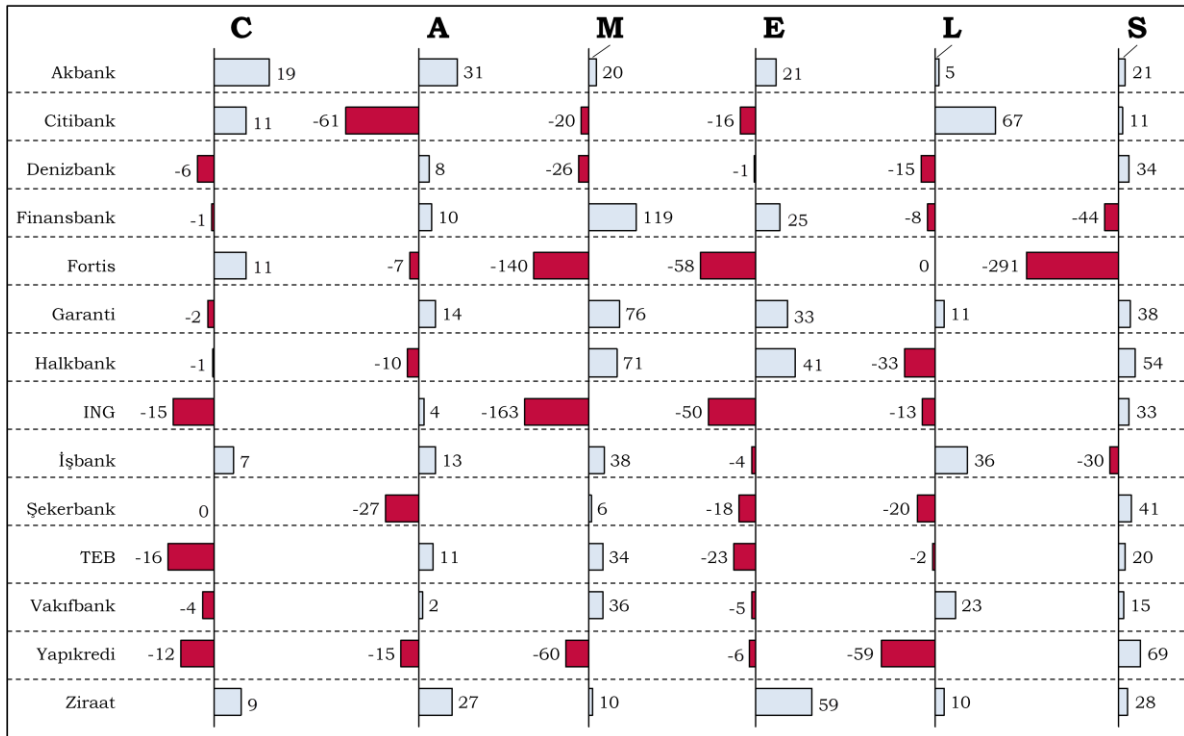 C A M E L S
Akbank 19 31 20 21 5 21
Citibank 11 -61 -20 -16 67 11
Denizbank -6 8 -26 -1 -15 34
Finansbank -1 10 119 25 -8 -44
Fortis 11 -7 -140 -58 0 -291
Garanti -2 14 76 33 11 38
Halkbank -1 -10 71 41 -33 54
ING -15 4 -163 -50 -13 33
İşbank 7 13 38 -4 36 -30
Şekerbank 0 -27 6 -18 -20 41
TEB -16 11 34 -23 -2 20
Vakıfbank -4 2 36 -5 23 15
Yapıkredi -12 -15 -60 -6 -59 69
Ziraat 9 27 10 59 10 28